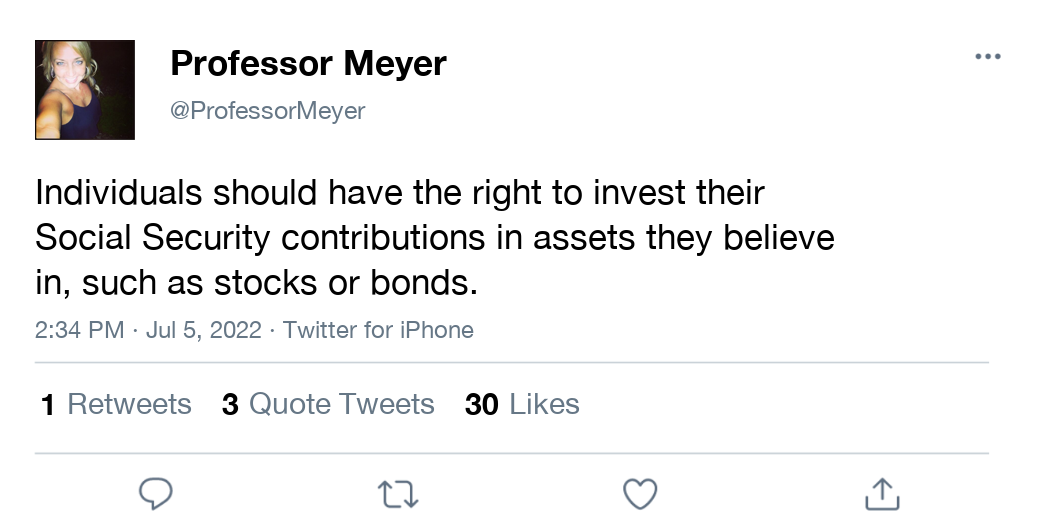 Professor Meyer
@ProfessorMeyer
Individuals should have the right to invest their
Social Security contributions in assets they believe
in, such as stocks or bonds.
2:34 PM · Jul 5, 2022 · Twitter for iPhone
1 Retweets 3 Quote Tweets 30 Likes